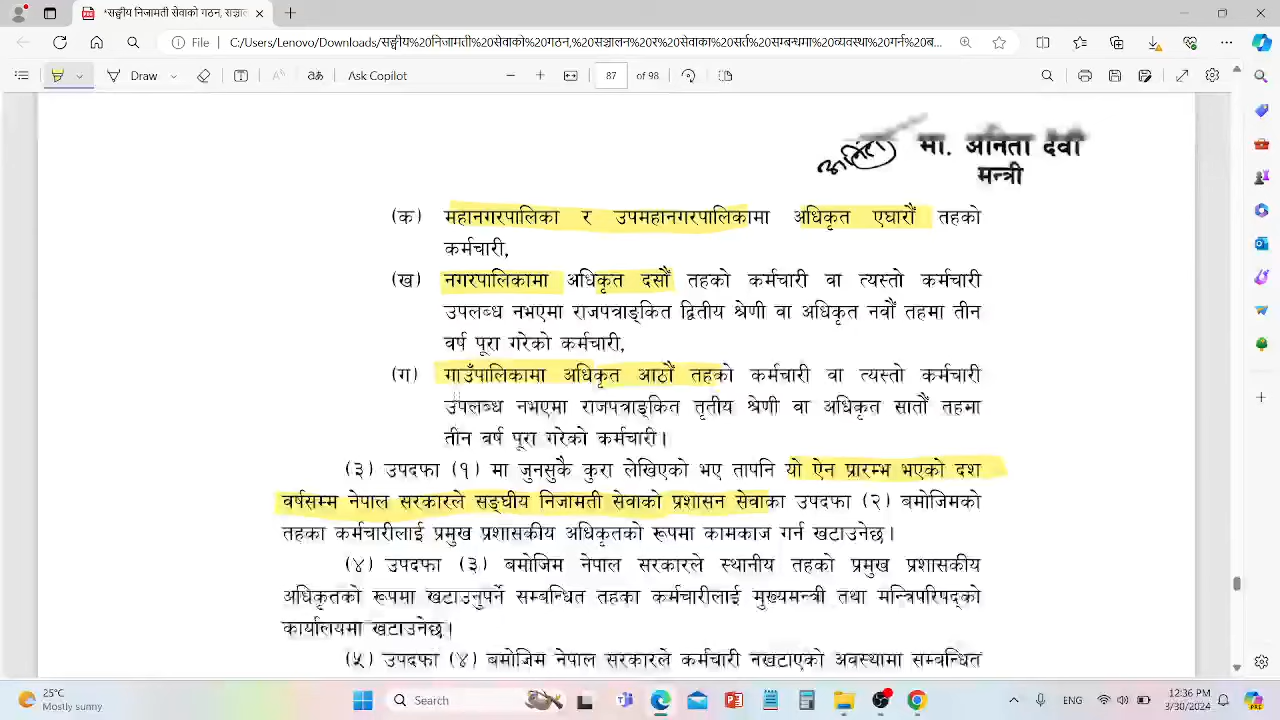 *सङ्घीय निजामती सेवाको गठन, सञ्चाल
File C:/Users/Lenovo/Downloads/सङ्घीय%20निजामती%20सेवाको%20गठन,%20सञ्चालन%20र%20सेवाको%20सर्त%20सम्बन्धमा%20व्यवस्था%20गर्न%20ब...
Draw Ask Copilot 87 of 98
मा. अनिता देवी
मन्त्री
(क) महानगरपालिका र उपमहानगरपालिकामा अधिकृत एघारौं तहको
कर्मचारी,
(ख) नगरपालिकामा अधिकृत दसौं तहको कर्मचारी वा त्यस्तो कर्मचारी
उपलब्ध नभएमा राजपत्राङ्कित द्वितीय श्रेणी वा अधिकृत नवौं तहमा तीन
वर्ष पूरा गरेको कर्मचारी,
(ग) गाउँपालिकामा अधिकृत आठौं तहको कर्मचारी वा त्यस्तो कर्मचारी
उपलब्ध नभएमा राजपत्राङ्कित तृतीय श्रेणी वा अधिकृत सातौं तहमा
तीन वर्ष पूरा गरेको कर्मचारी।
(३) उपदफा (१) मा जुनसुकै कुरा लेखिएको भए तापनि यो ऐन प्रारम्भ भएको दश
वर्षसम्म नेपाल सरकारले सङ्घीय निजामती सेवाको प्रशासन सेवाका उपदफा (२) बमोजिमको
तहका कर्मचारीलाई प्रमुख प्रशासकीय अधिकृतको रूपमा कामकाज गर्न खटाउनेछ।
(४) उपदफा (३) बमोजिम नेपाल सरकारले स्थानीय तहको प्रमुख प्रशासकीय
अधिकृतको रूपमा खटाउनुपर्ने सम्बन्धित तहका कर्मचारीलाई मुख्यमन्त्री तथा मन्त्रिपरिषद्को
कार्यालयमा खटाउनेछ।
(५) उपदफा (४) बमोजिम नेपाल सरकारले कर्मचारी नखटाएको अवस्थामा सम्बन्धित
25°C
Mostly sunny
Search
ENG
12:36 PM
3/30/2024